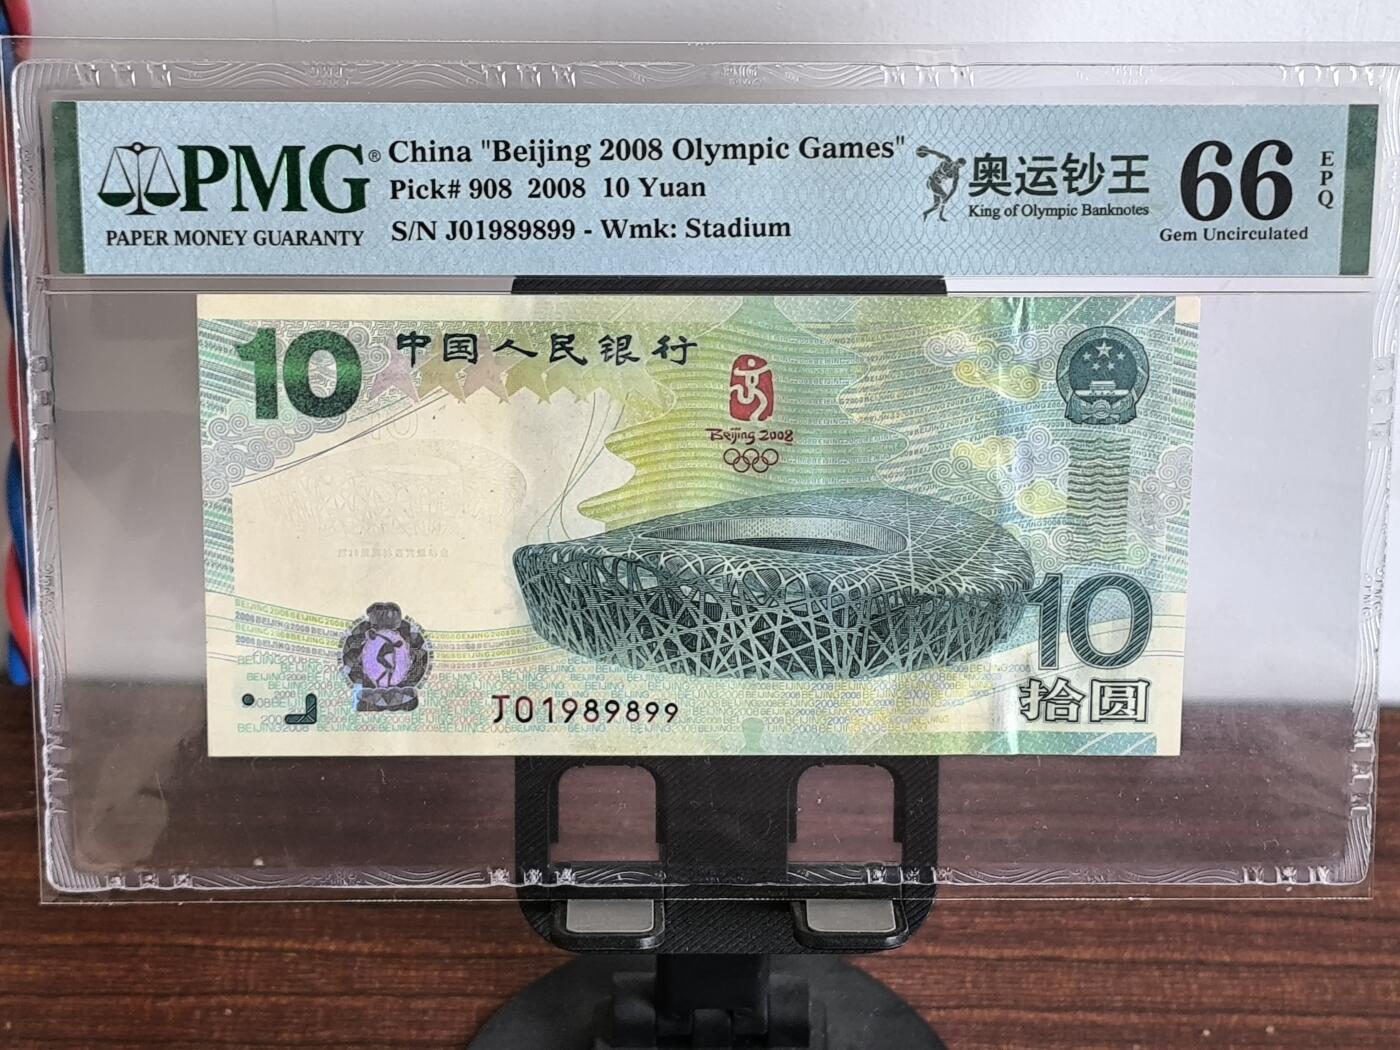 PMG®
PAPER MONEY GUARANTY
China "Beijing 2008 Olympic Games"
Pick# 908 2008 10 Yuan
S/N J01989899 - Wmk: Stadium
奥运钞王
King of Olympic Banknotes
66
EPQ
Gem Uncirculated
10
中国人民银行
Beijing 2008
10
拾圆
J01989899
BEIJING2008